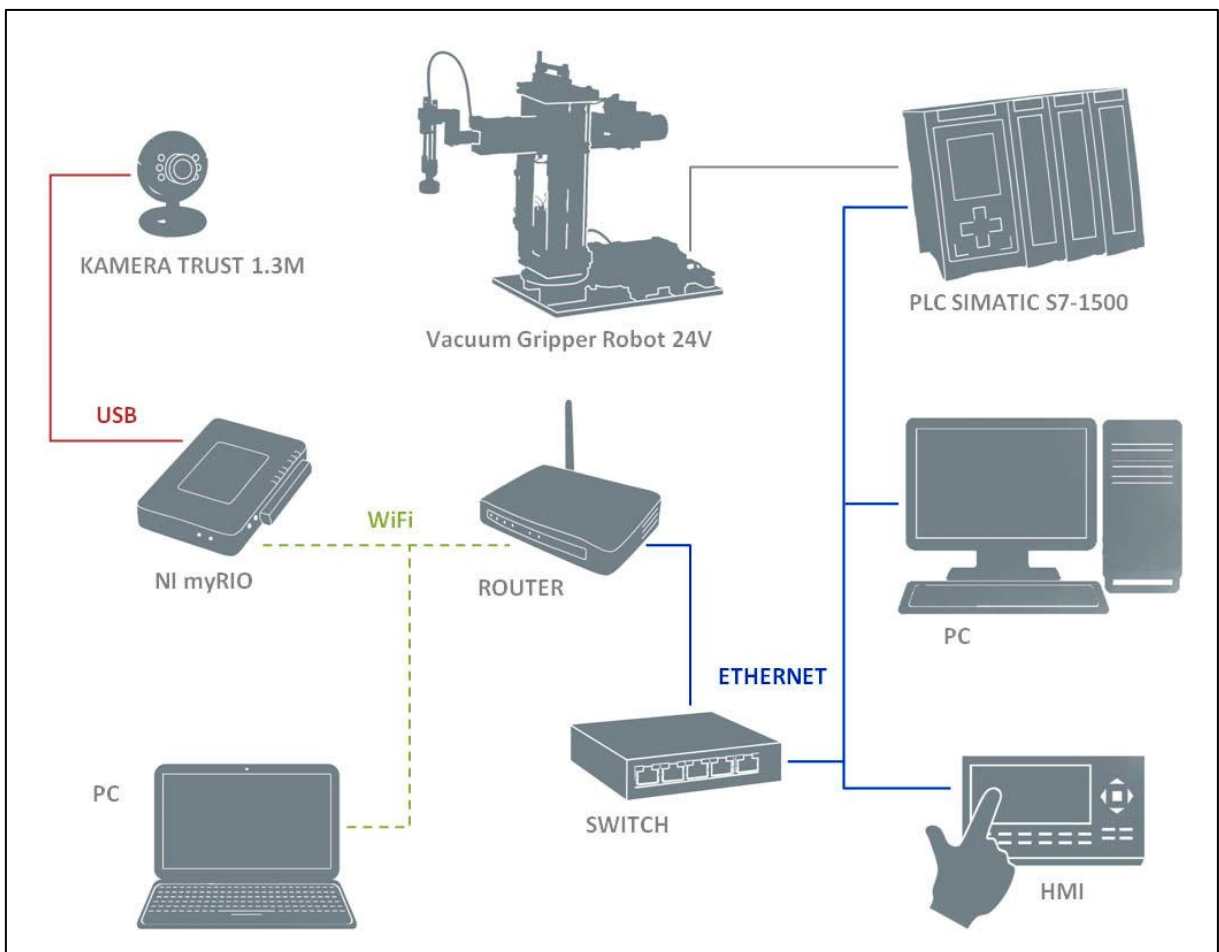 KAMERA TRUST 1.3M
Vacuum Gripper Robot 24V
PLC SIMATIC S7-1500
USB
WiFi
NI myRIO
ROUTER
PC
ETHERNET
PC
SWITCH
HMI